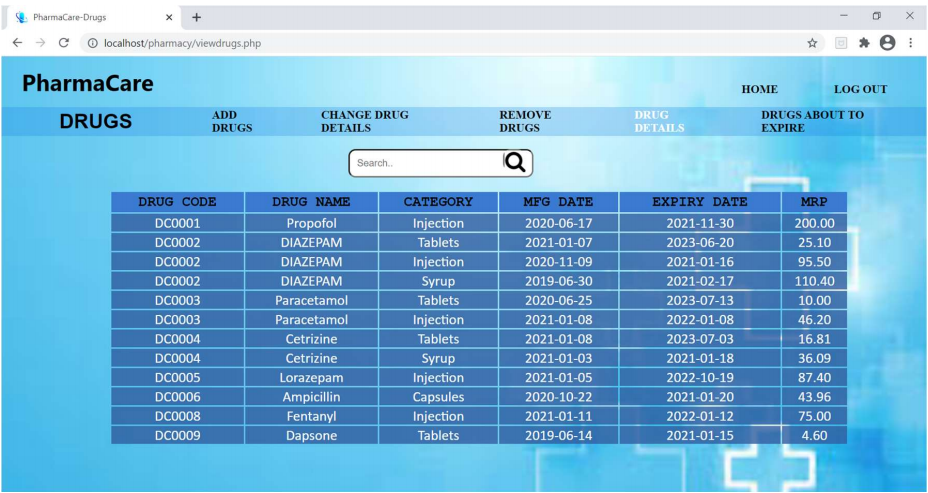 PharmaCare-Drugs
localhost/pharmacy/viewdrugs.php
PharmaCare
HOME LOG OUT
DRUGS ADD DRUGS CHANGE DRUG DETAILS REMOVE DRUGS DRUG DETAILS DRUGS ABOUT TO EXPIRE
Search..
DRUG CODE DRUG NAME CATEGORY MFG DATE EXPIRY DATE MRP
DC0001 Propofol Injection 2020-06-17 2021-11-30 200.00
DC0002 DIAZEPAM Tablets 2021-01-07 2023-06-20 25.10
DC0002 DIAZEPAM Injection 2020-11-09 2021-01-16 95.50
DC0002 DIAZEPAM Syrup 2019-06-30 2021-02-17 110.40
DC0003 Paracetamol Tablets 2020-06-25 2023-07-13 10.00
DC0003 Paracetamol Injection 2021-01-08 2022-01-08 46.20
DC0004 Cetrizine Tablets 2021-01-08 2023-07-03 16.81
DC0004 Cetrizine Syrup 2021-01-03 2021-01-18 36.09
DC0005 Lorazepam Injection 2021-01-05 2022-10-19 87.40
DC0006 Ampicillin Capsules 2020-10-22 2021-01-20 43.96
DC0008 Fentanyl Injection 2021-01-11 2022-01-12 75.00
DC0009 Dapsone Tablets 2019-06-14 2021-01-15 4.60